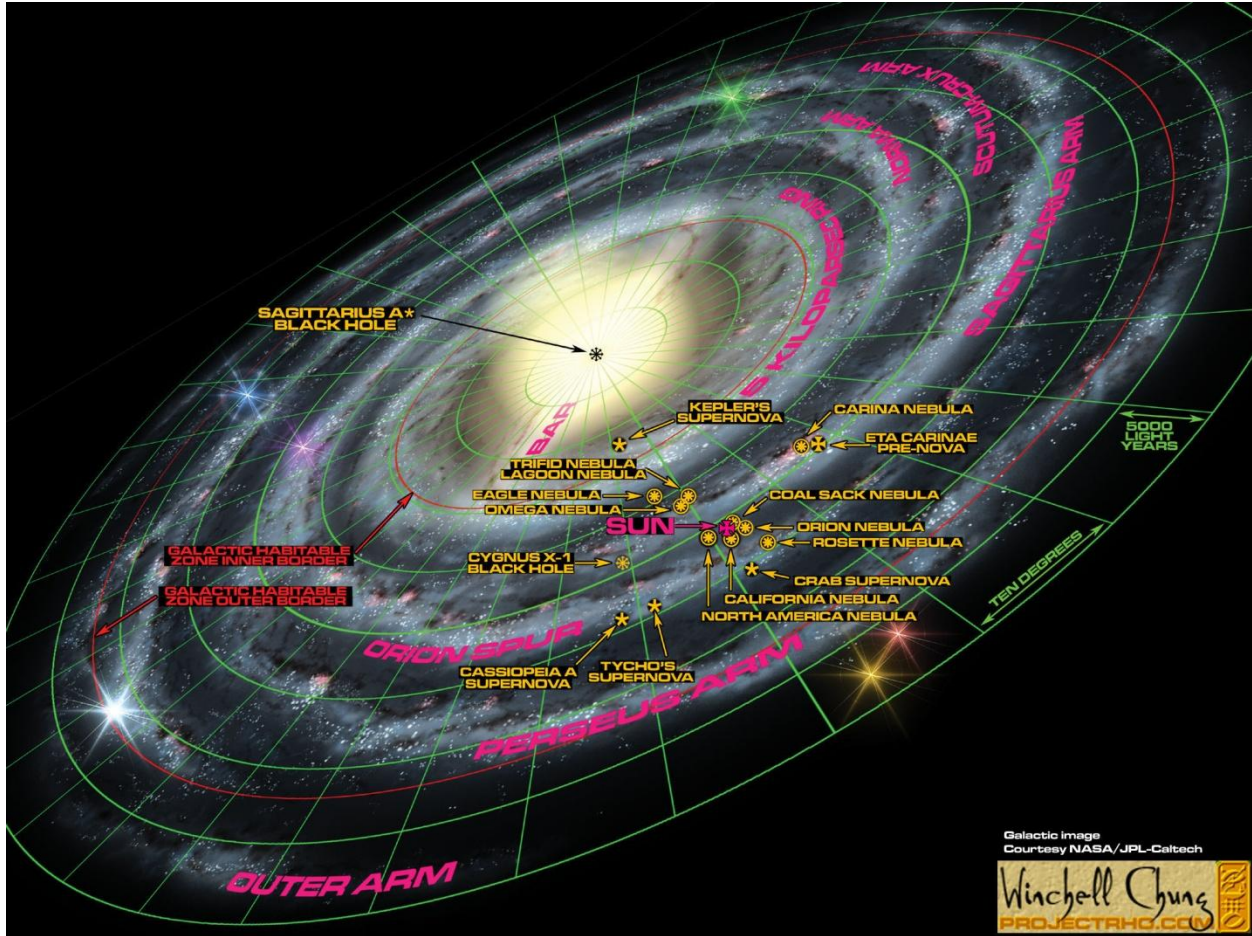 SCUTUM-CRUX ARM
NORMA ARM
SAGITTARIUS ARM
5 KILOPARSEC RING
SAGITTARIUS A*
BLACK HOLE
BAR
KEPLER'S
SUPERNOVA
CARINA NEBULA
5000
LIGHT
YEARS
ETA CARINAE
PRE-NOVA
TRIFID NEBULA
LAGOON NEBULA
EAGLE NEBULA
OMEGA NEBULA
COAL SACK NEBULA
SUN
ORION NEBULA
ROSETTE NEBULA
GALACTIC HABITABLE
ZONE INNER BORDER
CYGNUS X-1
BLACK HOLE
TEN DEGREES
CRAB SUPERNOVA
GALACTIC HABITABLE
ZONE OUTER BORDER
CALIFORNIA NEBULA
NORTH AMERICA NEBULA
ORION SPUR
CASSIOPEIA A
SUPERNOVA
TYCHO'S
SUPERNOVA
PERSEUS ARM
OUTER ARM
Galactic image
Courtesy NASA/JPL-Caltech
Winchell Chung
PROJECTRHO.COM